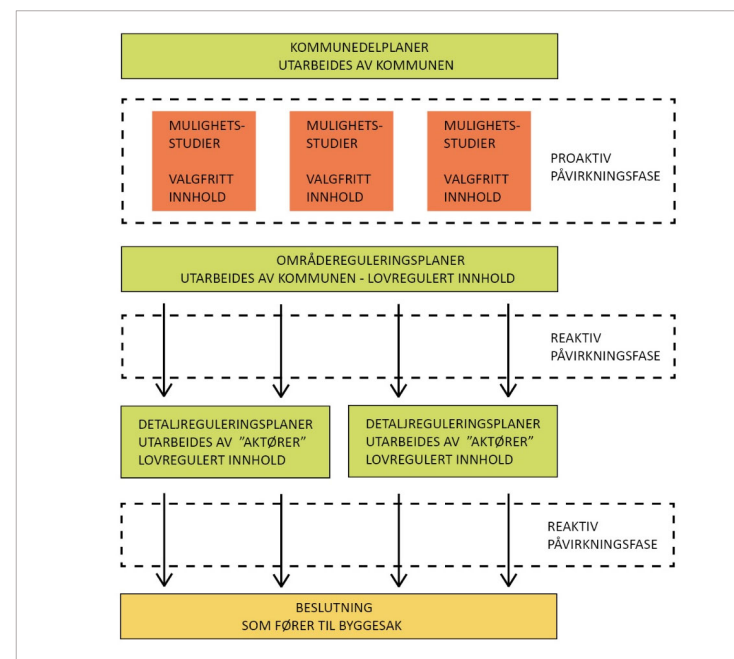 KOMMUNEDELPLANER
UTARBEIDES AV KOMMUNEN
MULIGHETS-
STUDIER
VALGFRITT
INNHOLD
MULIGHETS-
STUDIER
VALGFRITT
INNHOLD
MULIGHETS-
STUDIER
VALGFRITT
INNHOLD
PROAKTIV
PÅVIRKNINGSFASE
OMRÅDEREGULERINGSPLANER
UTARBEIDES AV KOMMUNEN - LOVREGULERT INNHOLD
REAKTIV
PÅVIRKNINGSFASE
DETALJREGULERINGSPLANER
UTARBEIDES AV "AKTØRER"
LOVREGULERT INNHOLD
DETALJREGULERINGSPLANER
UTARBEIDES AV "AKTØRER"
LOVREGULERT INNHOLD
REAKTIV
PÅVIRKNINGSFASE
BESLUTNING
SOM FØRER TIL BYGGESAK